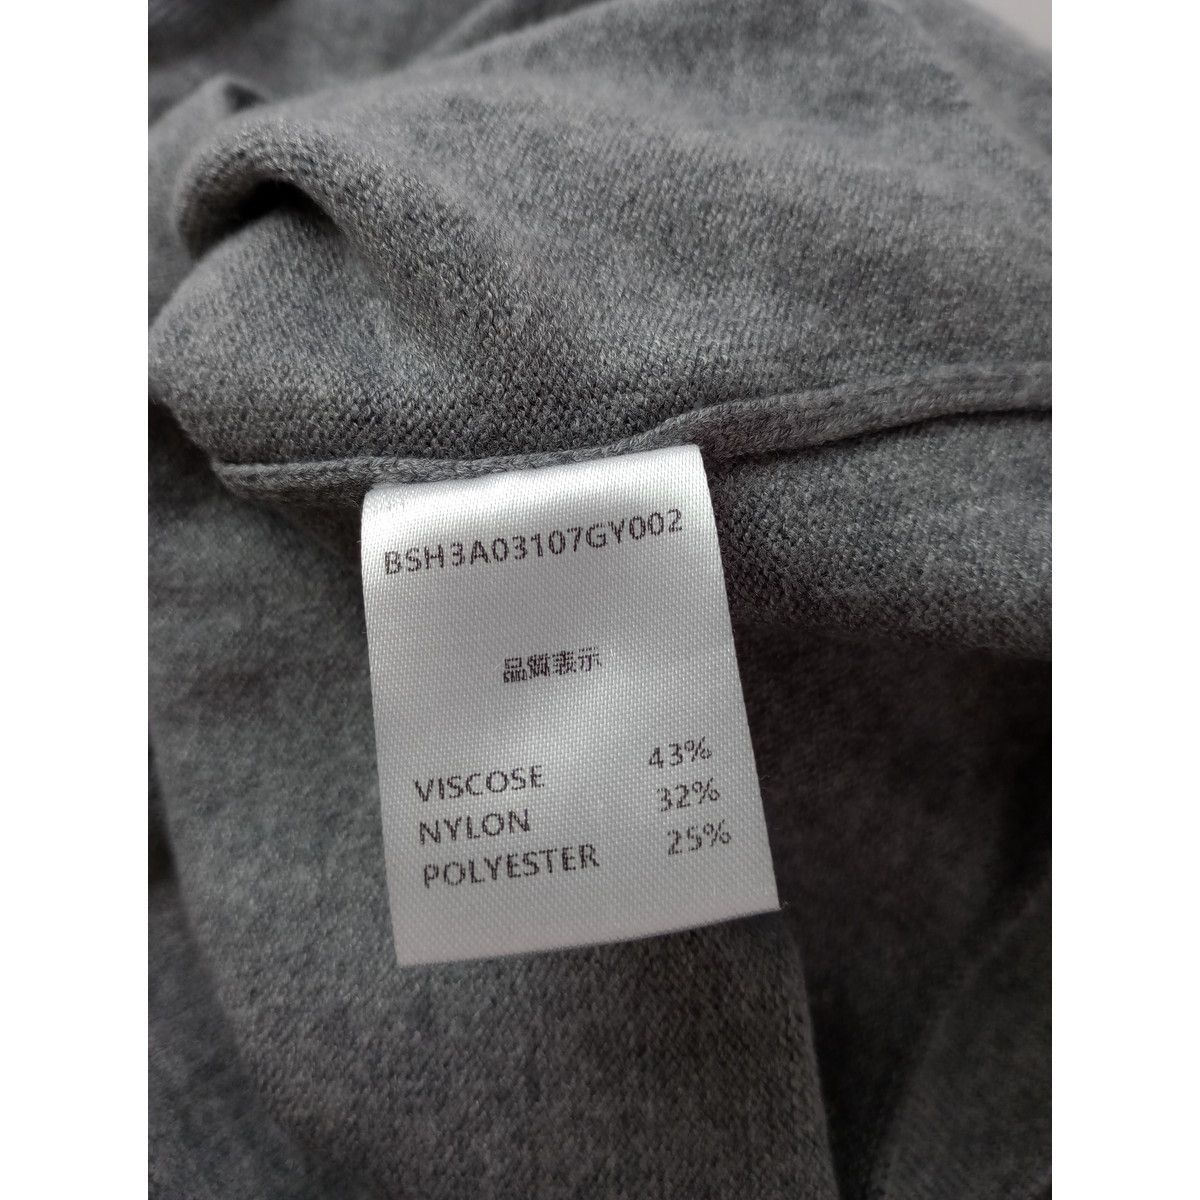 BSH3A03107GY002
品質表示
VISCOSE 43%
NYLON 32%
POLYESTER 25%